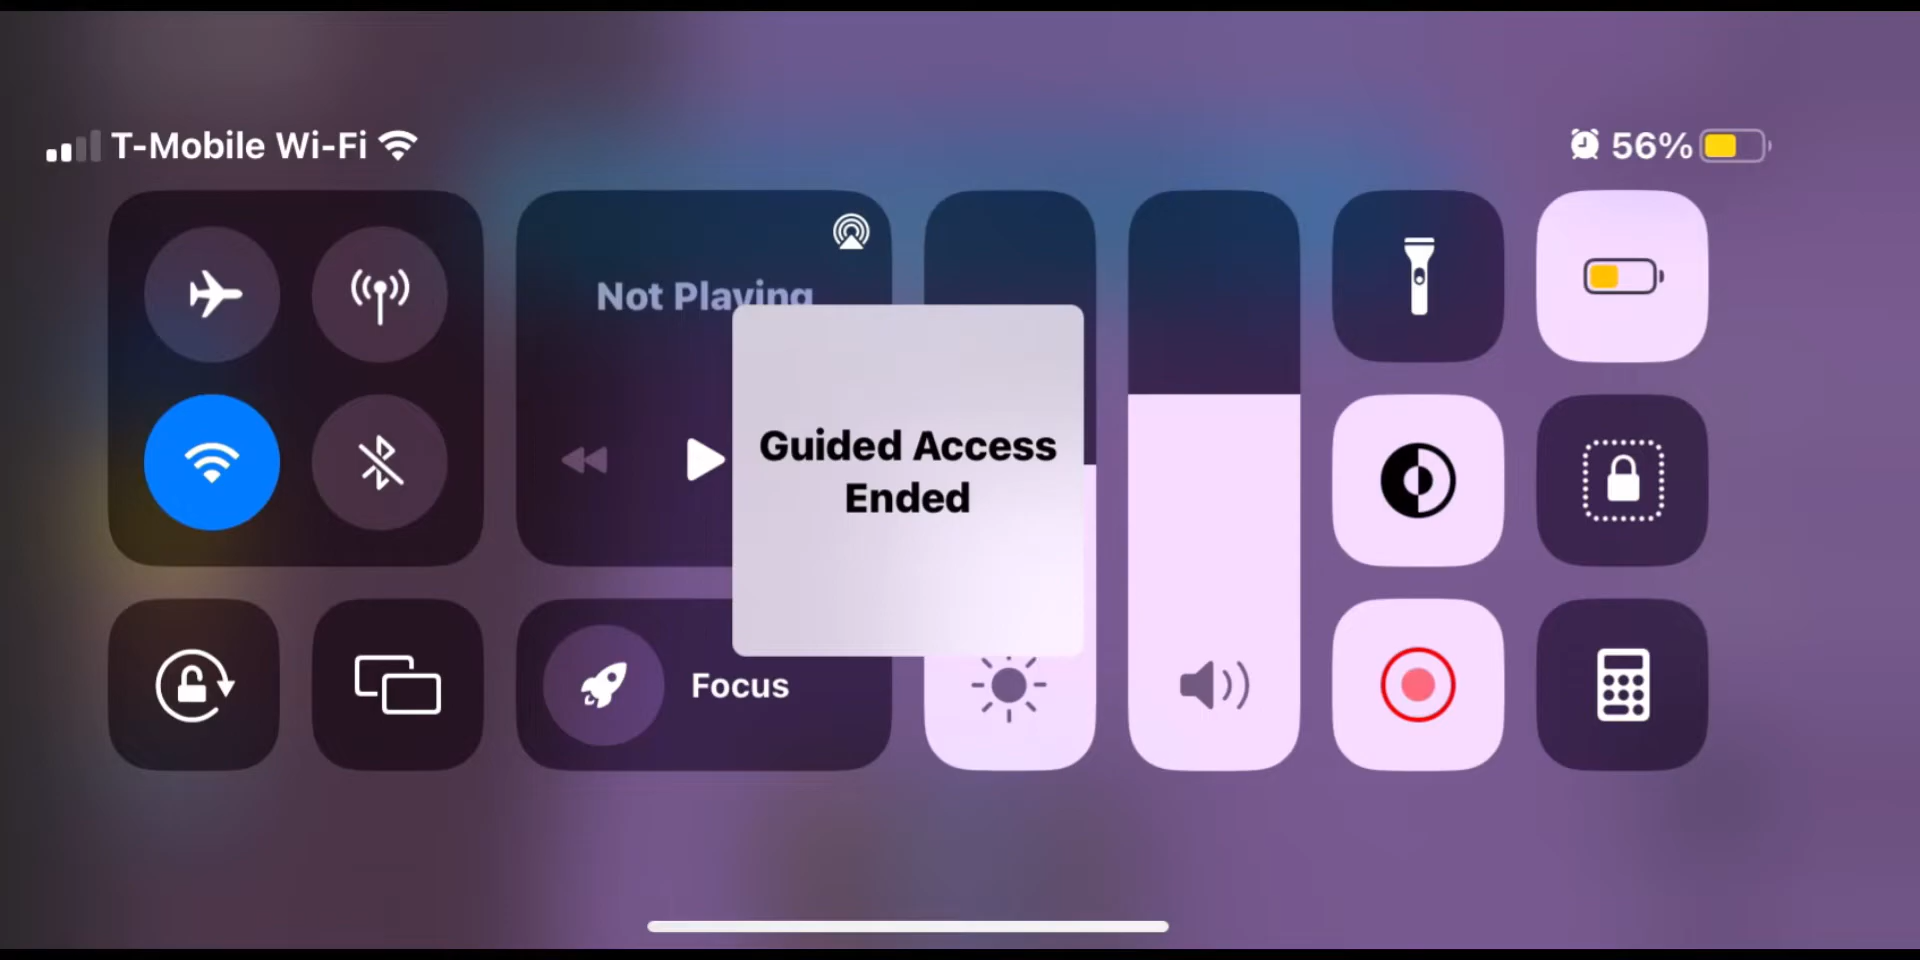 T-Mobile Wi-Fi
56%
Not Playing
Guided Access
Ended
Focus